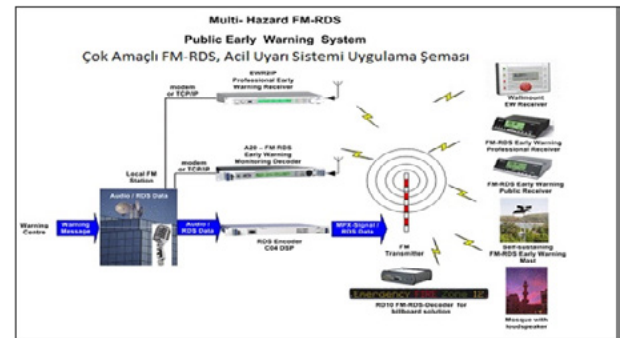 Multi- Hazard FM-RDS
Public Early Warning System
Çok Amaçlı FM-RDS, Acil Uyarı Sistemi Uygulama Şeması
Professional Early
Warning Receiver
modem
or TCP/IP
Wallmount
EW Receiver
A20 – FM RDS
Early Warning
Monitoring Decoder
modem
or TCP/IP
FM-RDS Early Warning
Professional Receiver
Local FM
Station
Audio / RDS Data
FM-RDS Early Warning
Public Receiver
Warning
Centre
Warning
Message
Audio /
RDS Data
RDS Encoder
C04 DSP
MPX-Signal /
RDS Data
FM
Transmitter
Self-sustaining
FM-RDS Early Warning
Mast
Emergency FIRE Zone 12
RD10 FM-RDS-Decoder for
billboard solution
Mosque with
loudspeaker